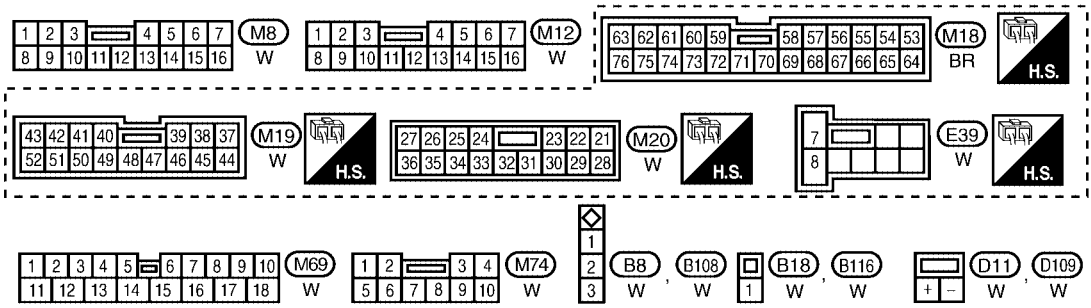 1 2 3 4 5 6 7
8 9 10 11 12 13 14 15 16
M8
W
1 2 3 4 5 6 7
8 9 10 11 12 13 14 15 16
M12
W
63 62 61 60 59 58 57 56 55 54 53
76 75 74 73 72 71 70 69 68 67 66 65 64
M18
BR
H.S.
43 42 41 40 39 38 37
52 51 50 49 48 47 46 45 44
M19
W
H.S.
27 26 25 24 23 22 21
36 35 34 33 32 31 30 29 28
M20
W
H.S.
7
8
E39
W
H.S.
1 2 3 4 5 6 7 8 9 10
11 12 13 14 15 16 17 18
M69
W
1 2 3 4
5 6 7 8 9 10
M74
W
1
2
3
B8 , B108
W W
1
B18 , B116
W W
+ −
D11 , D109
W W